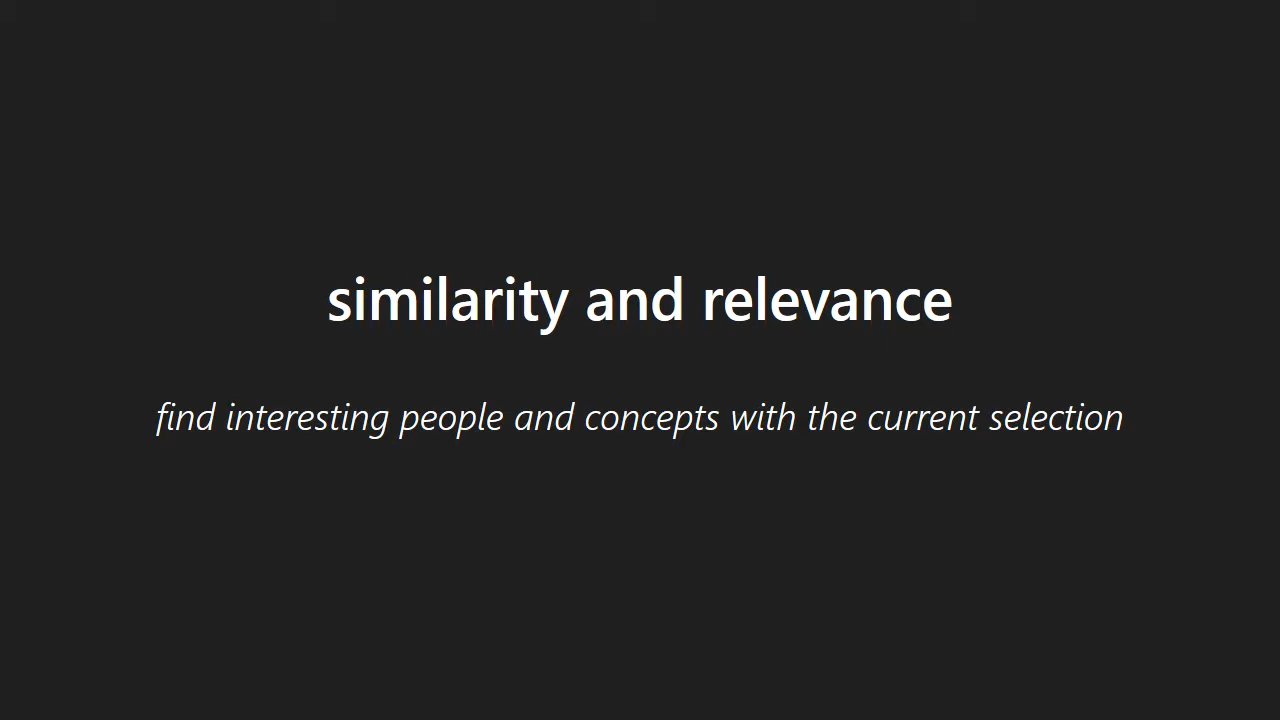 similarity and relevance
find interesting people and concepts with the current selection